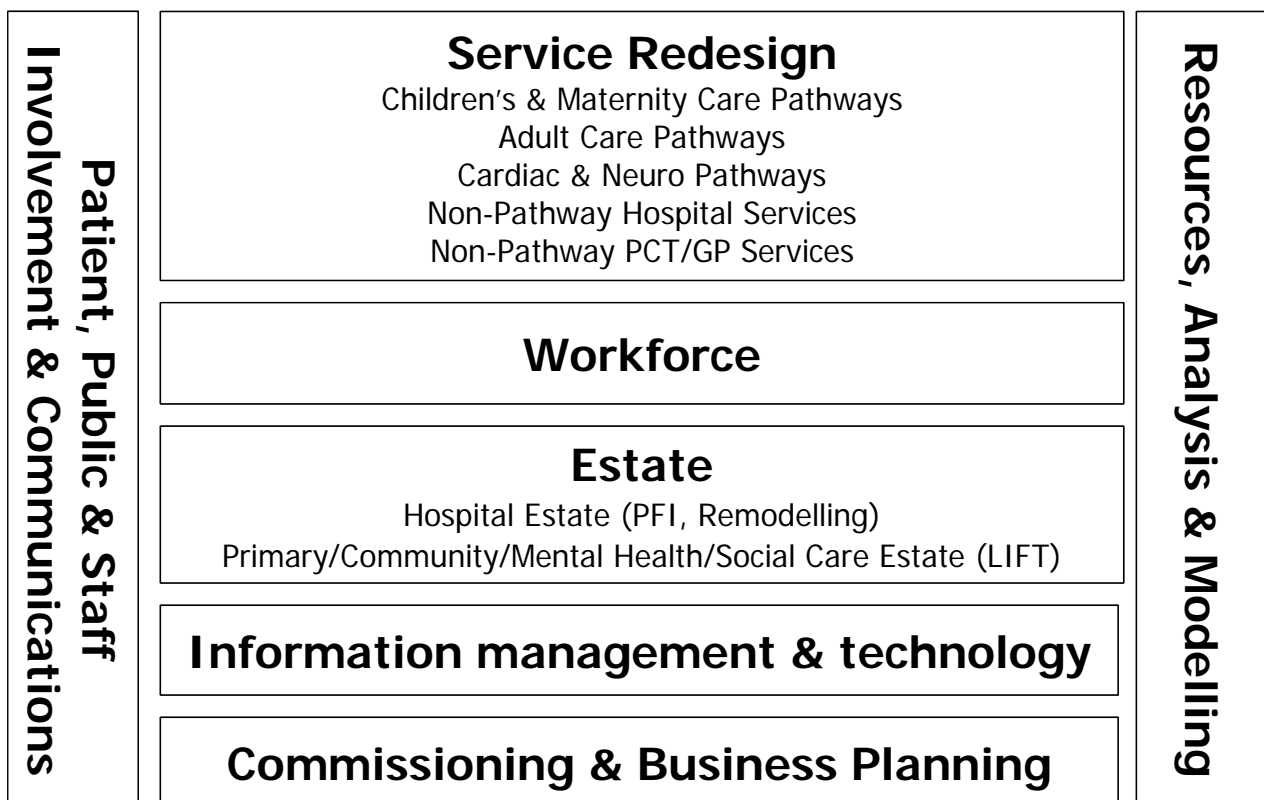 Patient, Public & Staff
Involvement & Communications
Service Redesign
Children's & Maternity Care Pathways
Adult Care Pathways
Cardiac & Neuro Pathways
Non-Pathway Hospital Services
Non-Pathway PCT/GP Services
Workforce
Estate
Hospital Estate (PFI, Remodelling)
Primary/Community/Mental Health/Social Care Estate (LIFT)
Information management & technology
Commissioning & Business Planning
Resources, Analysis & Modelling